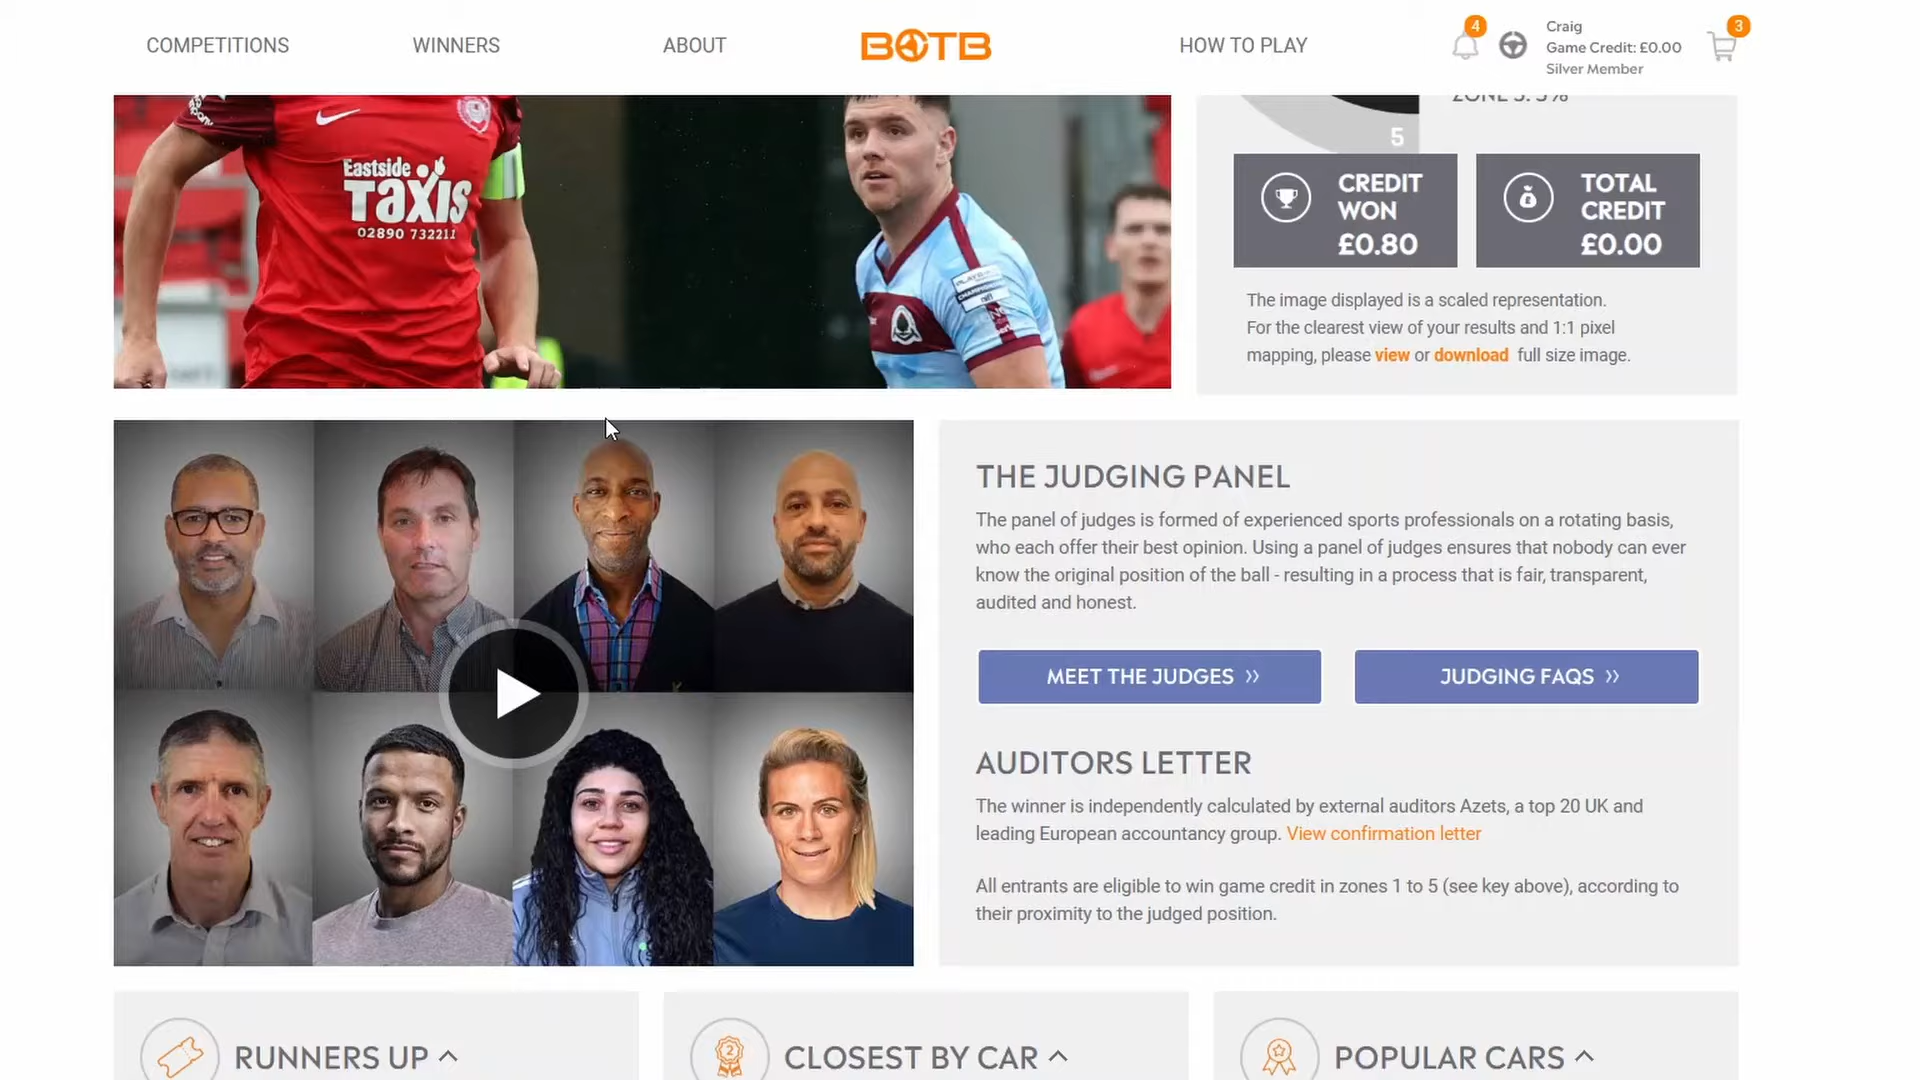 COMPETITIONS
WINNERS
ABOUT
BOTB
HOW TO PLAY
4
Craig
Game Credit: £0.00
Silver Member
3
Eastside
Taxis
02890 732211
5
CREDIT
WON
£0.80
TOTAL
CREDIT
£0.00
The image displayed is a scaled representation.
For the clearest view of your results and 1:1 pixel
mapping, please view or download full size image.
THE JUDGING PANEL
The panel of judges is formed of experienced sports professionals on a rotating basis,
who each offer their best opinion. Using a panel of judges ensures that nobody can ever
know the original position of the ball - resulting in a process that is fair, transparent,
audited and honest.
MEET THE JUDGES »
JUDGING FAQS »
AUDITORS LETTER
The winner is independently calculated by external auditors Azets, a top 20 UK and
leading European accountancy group. View confirmation letter
All entrants are eligible to win game credit in zones 1 to 5 (see key above), according to
their proximity to the judged position.
RUNNERS UP
2
CLOSEST BY CAR
POPULAR CARS